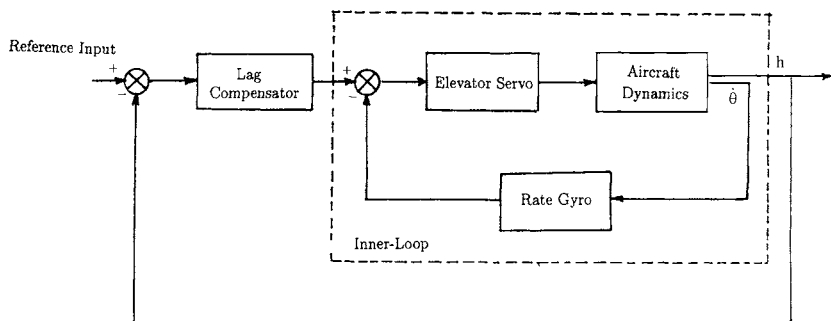 Reference Input
+
−
Lag
Compensator
+
−
Elevator Servo
Aircraft
Dynamics
h
θ̇
Rate Gyro
Inner-Loop